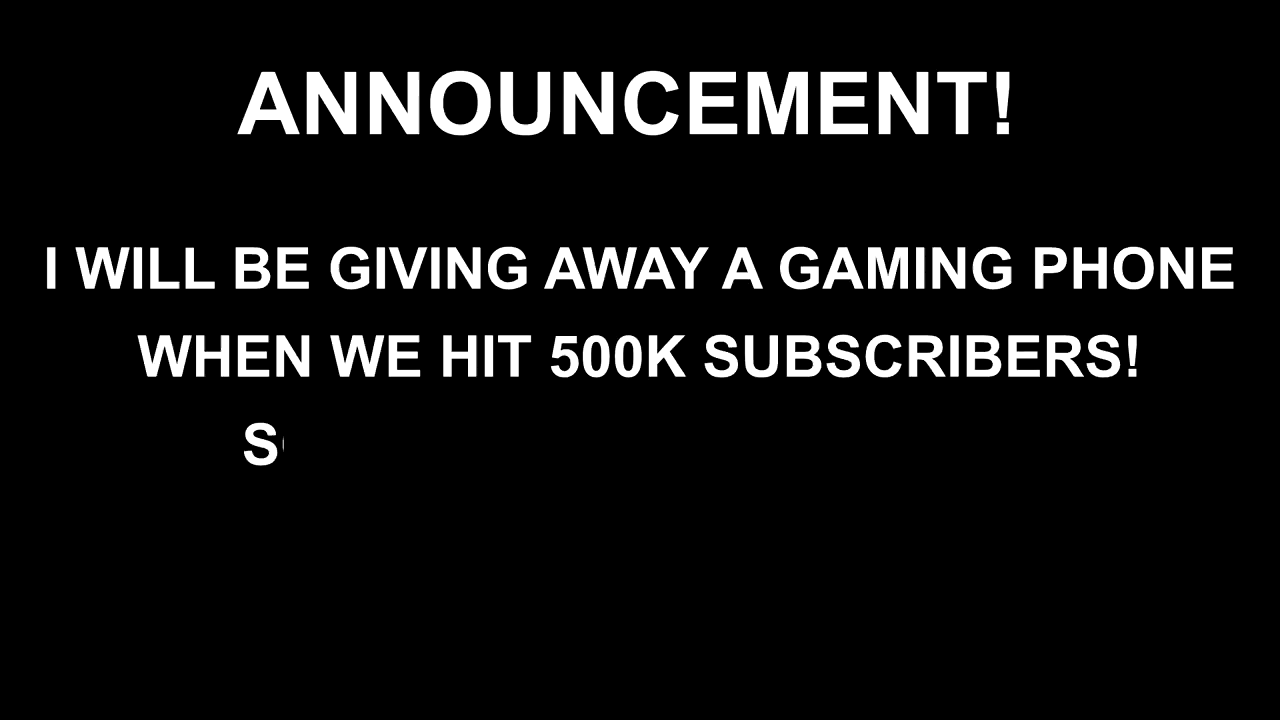 ANNOUNCEMENT!
I WILL BE GIVING AWAY A GAMING PHONE
WHEN WE HIT 500K SUBSCRIBERS!